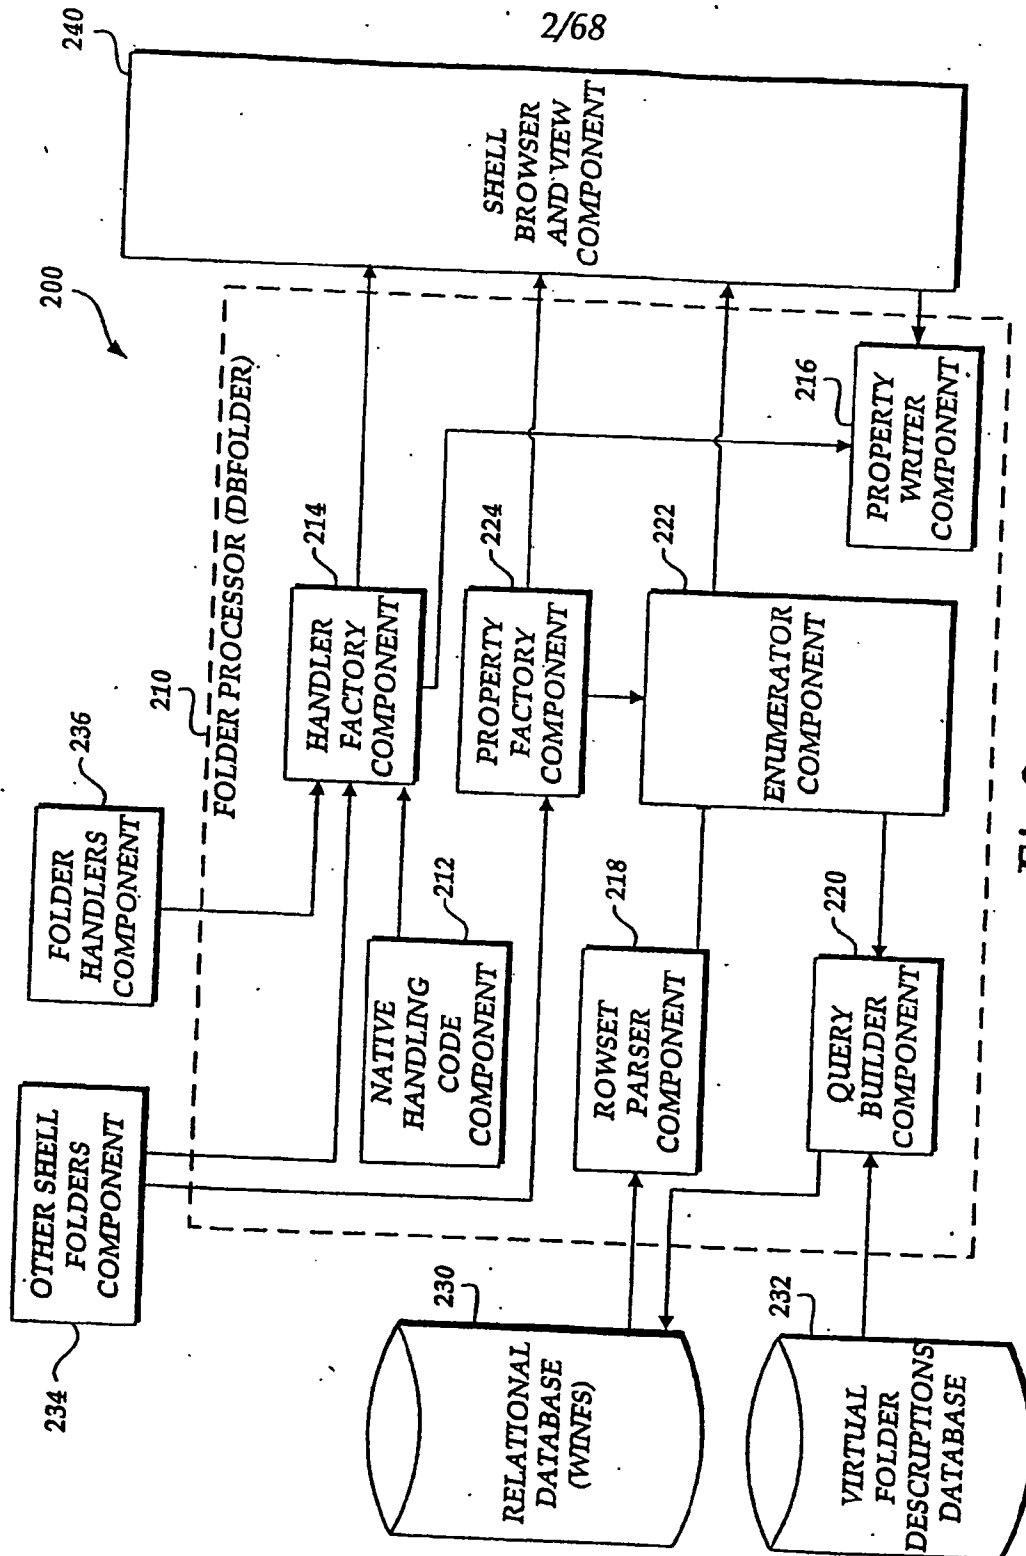 2/68
240
SHELL
BROWSER
AND VIEW
COMPONENT
200
210
FOLDER PROCESSOR (DBFOLDER)
236
FOLDER
HANDLERS
COMPONENT
OTHER SHELL
FOLDERS
COMPONENT
234
214
HANDLER
FACTORY
COMPONENT
212
NATIVE
HANDLING
CODE
COMPONENT
224
PROPERTY
FACTORY
COMPONENT
216
PROPERTY
WRITER
COMPONENT
222
ENUMERATOR
COMPONENT
218
ROWSET
PARSER
COMPONENT
220
QUERY
BUILDER
COMPONENT
230
RELATIONAL
DATABASE
(WINFS)
232
VIRTUAL
FOLDER
DESCRIPTIONS
DATABASE